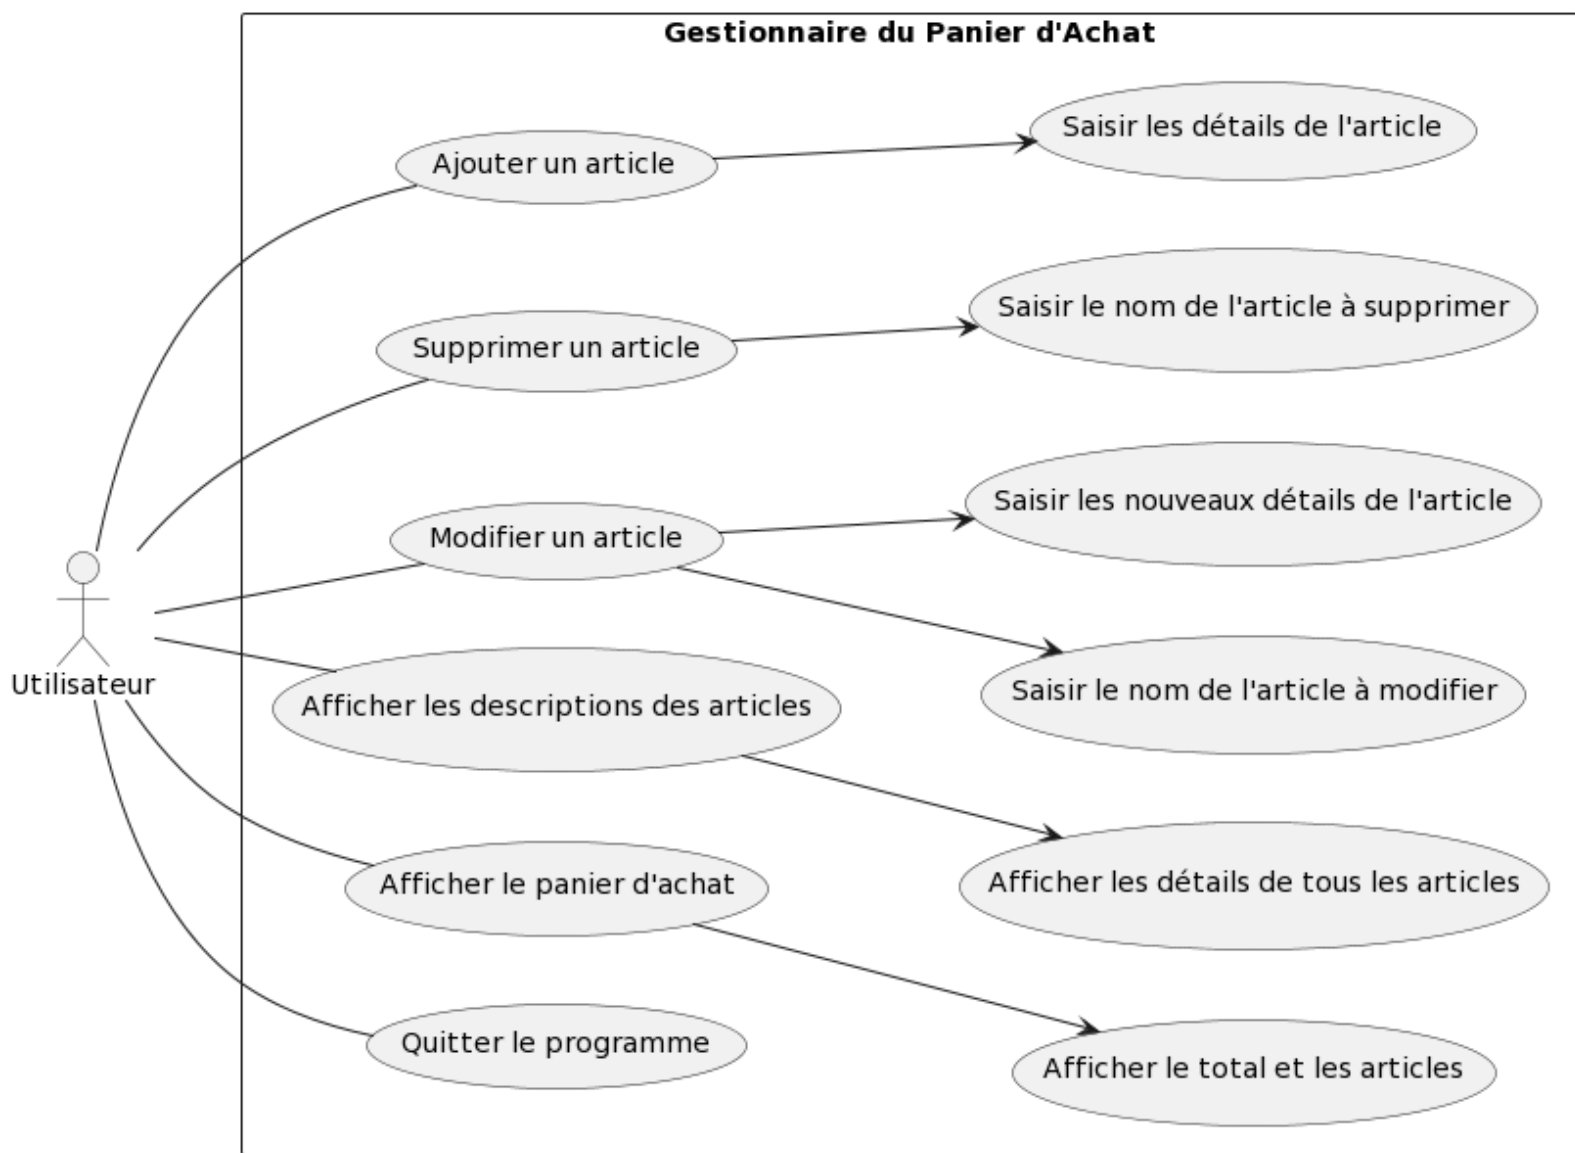 Gestionnaire du Panier d'Achat
Saisir les détails de l'article
Ajouter un article
Saisir le nom de l'article à supprimer
Supprimer un article
Saisir les nouveaux détails de l'article
Modifier un article
Utilisateur
Saisir le nom de l'article à modifier
Afficher les descriptions des articles
Afficher les détails de tous les articles
Afficher le panier d'achat
Quitter le programme
Afficher le total et les articles